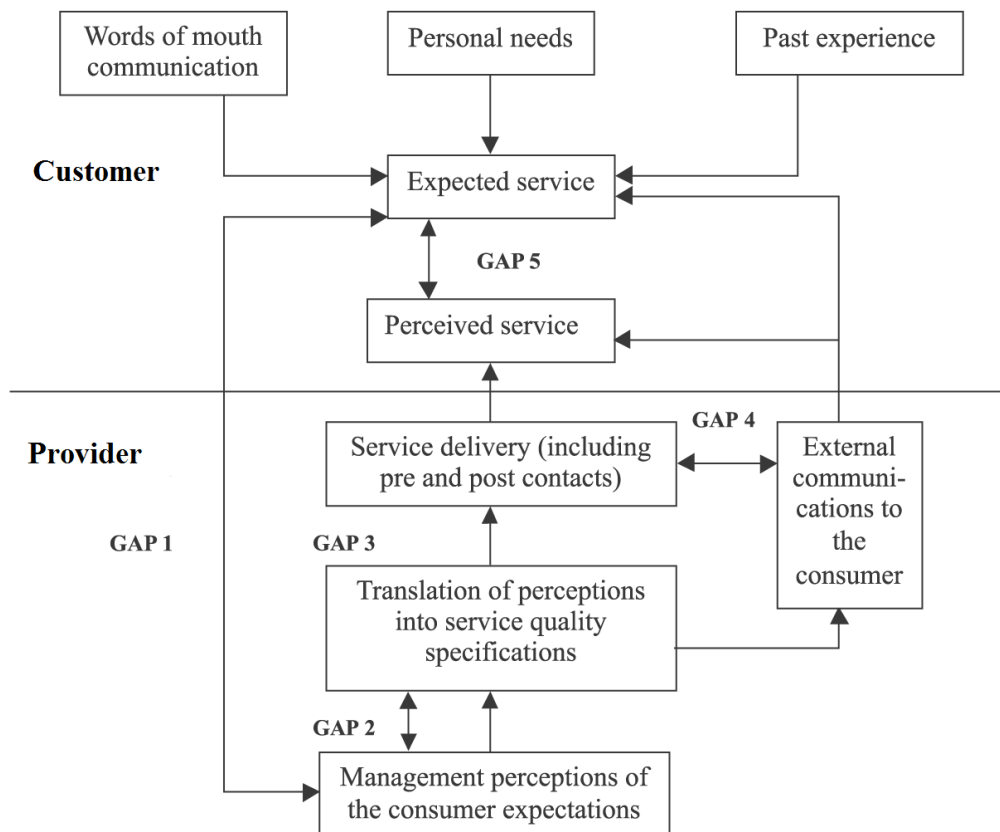 Words of mouth
communication
Personal needs
Past experience
Customer
Expected service
GAP 5
Perceived service
Provider
GAP 4
Service delivery (including
pre and post contacts)
External
communi-
cations to
the
consumer
GAP 1
GAP 3
Translation of perceptions
into service quality
specifications
GAP 2
Management perceptions of
the consumer expectations